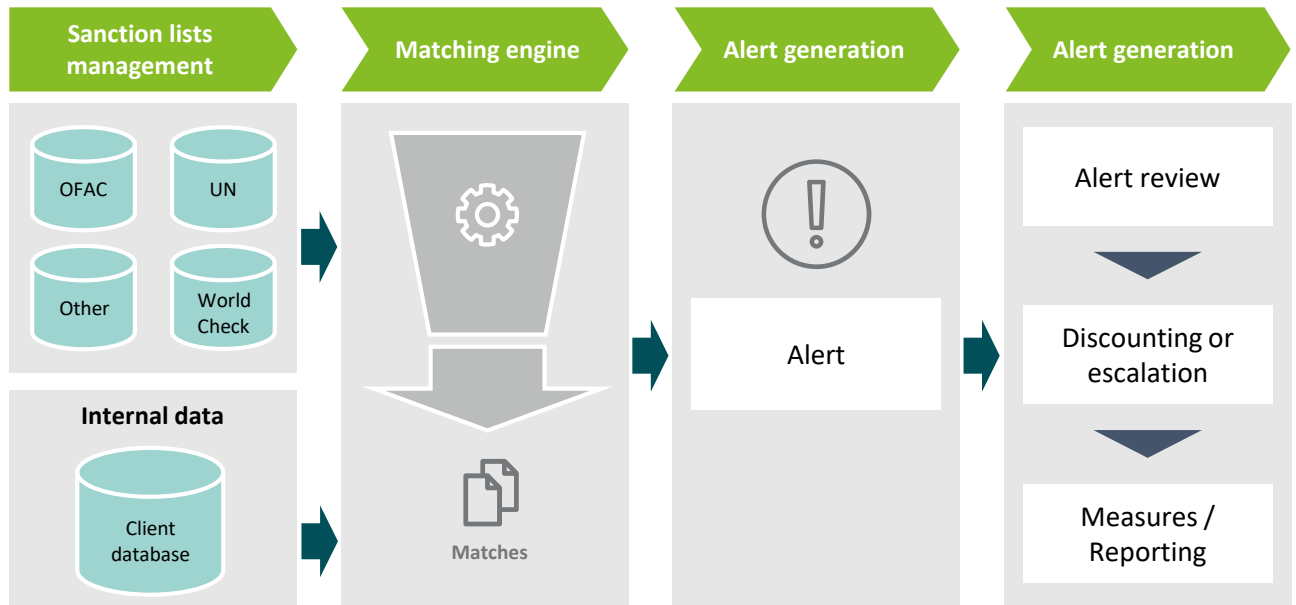 Sanction lists
management
Matching engine
Alert generation
Alert generation
OFAC
UN
Other
World
Check
Internal data
Client
database
Matches
Alert
Alert review
Discounting or
escalation
Measures /
Reporting